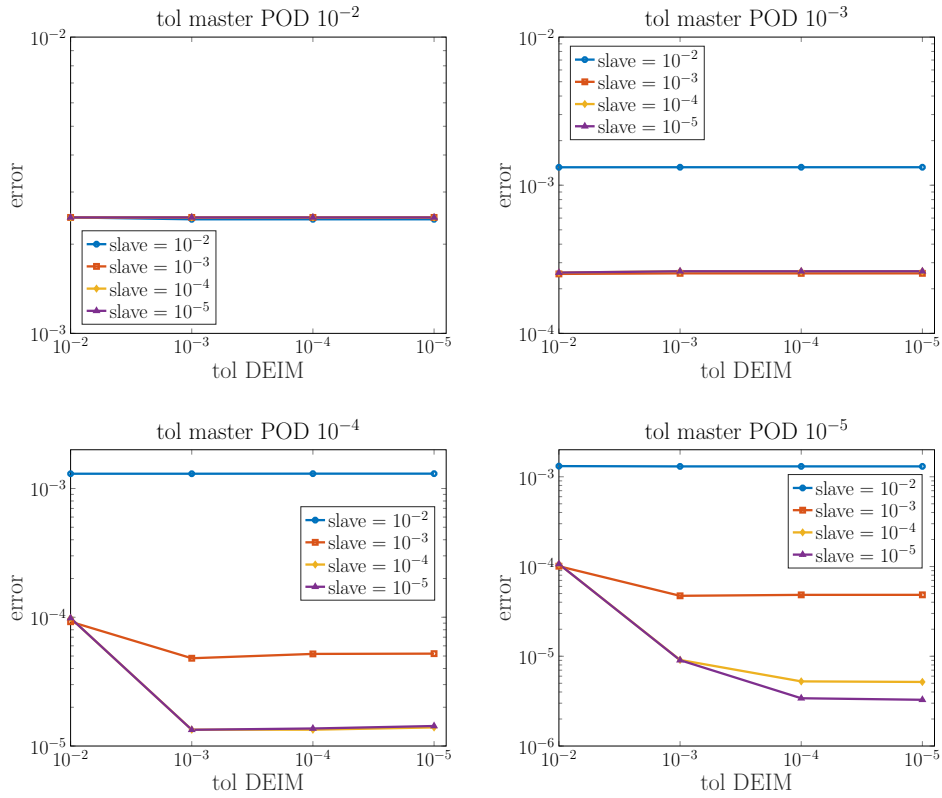 tol master POD 10⁻²
10⁻²
error
10⁻³
slave = 10⁻²
slave = 10⁻³
slave = 10⁻⁴
slave = 10⁻⁵
10⁻² 10⁻³ 10⁻⁴ 10⁻⁵
tol DEIM
tol master POD 10⁻³
10⁻²
10⁻³
10⁻⁴
error
slave = 10⁻²
slave = 10⁻³
slave = 10⁻⁴
slave = 10⁻⁵
10⁻² 10⁻³ 10⁻⁴ 10⁻⁵
tol DEIM
tol master POD 10⁻⁴
10⁻³
10⁻⁴
10⁻⁵
error
slave = 10⁻²
slave = 10⁻³
slave = 10⁻⁴
slave = 10⁻⁵
10⁻² 10⁻³ 10⁻⁴ 10⁻⁵
tol DEIM
tol master POD 10⁻⁵
10⁻³
10⁻⁴
10⁻⁵
10⁻⁶
error
slave = 10⁻²
slave = 10⁻³
slave = 10⁻⁴
slave = 10⁻⁵
10⁻² 10⁻³ 10⁻⁴ 10⁻⁵
tol DEIM